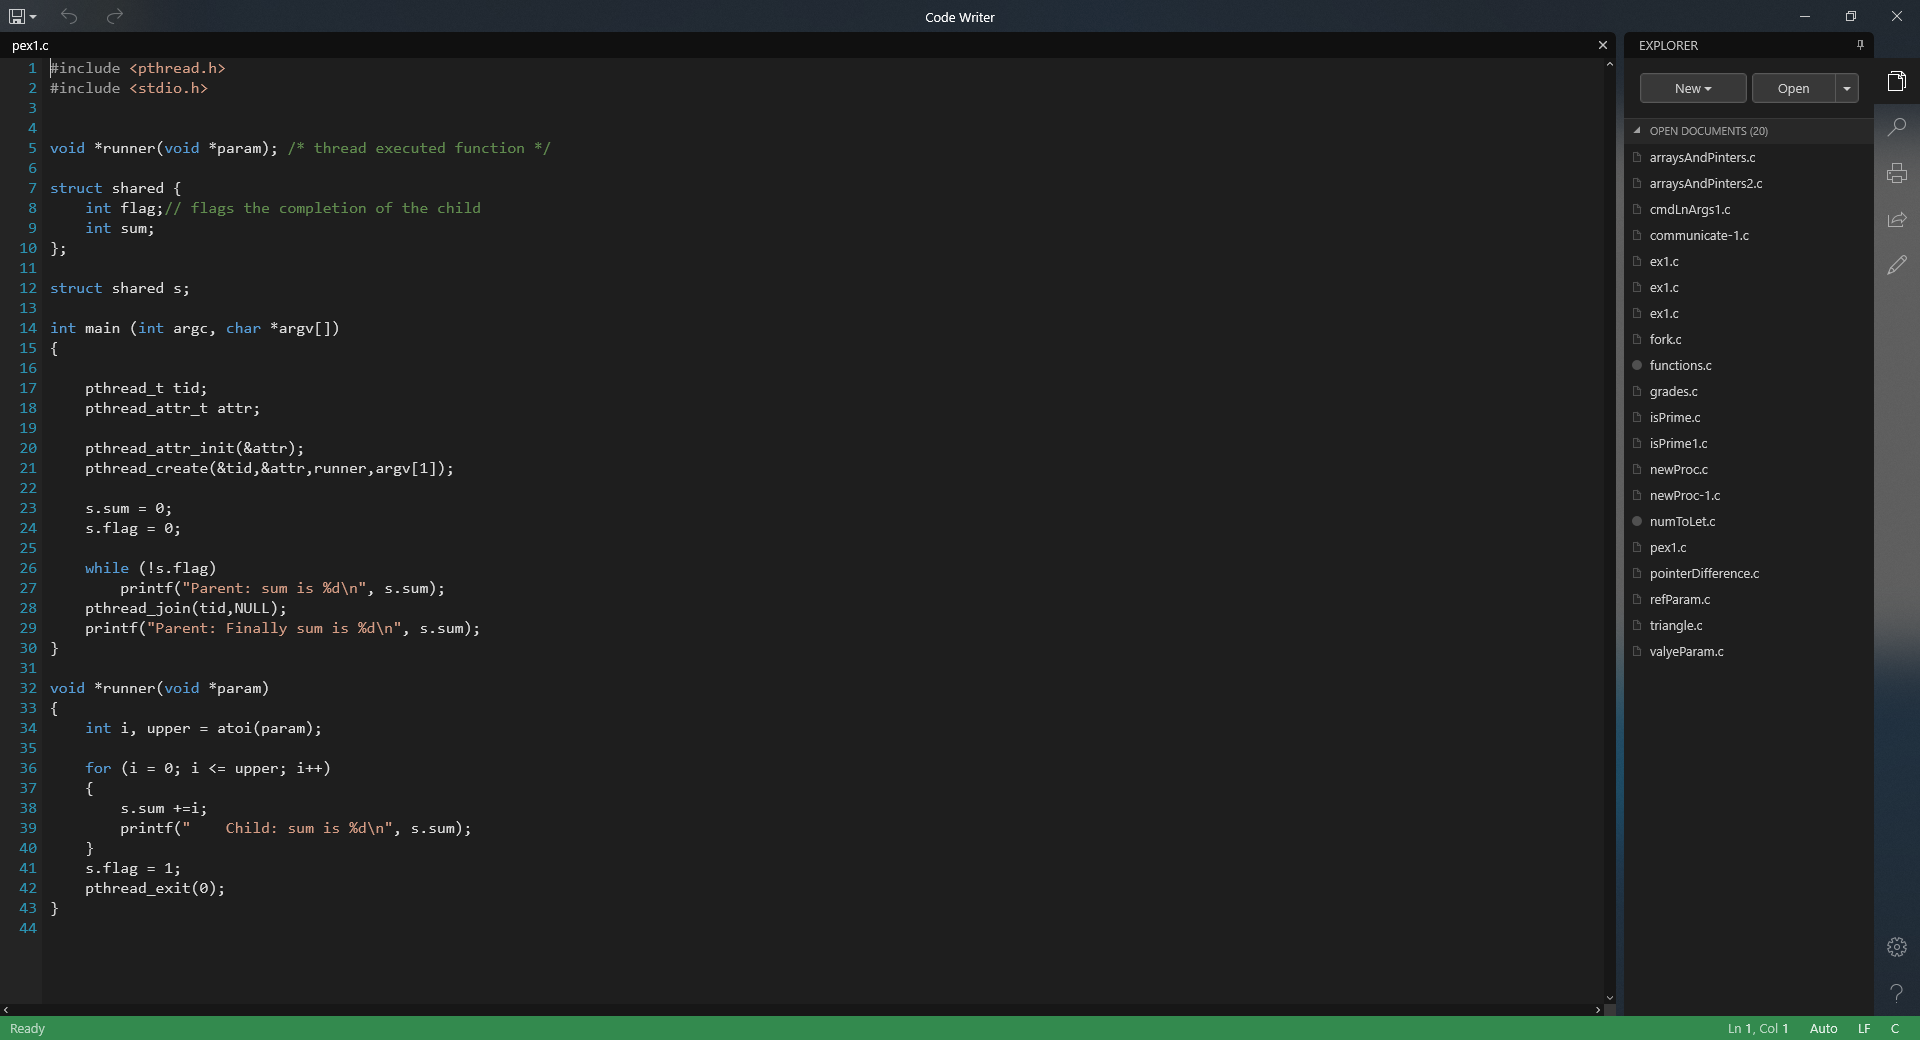 Code Writer
pex1.c
1 #include <pthread.h>
2 #include <stdio.h>
3
4
5 void *runner(void *param); /* thread executed function */
6
7 struct shared {
8     int flag;// flags the completion of the child
9     int sum;
10 };
11
12 struct shared s;
13
14 int main (int argc, char *argv[])
15 {
16
17     pthread_t tid;
18     pthread_attr_t attr;
19
20     pthread_attr_init(&attr);
21     pthread_create(&tid,&attr,runner,argv[1]);
22
23     s.sum = 0;
24     s.flag = 0;
25
26     while (!s.flag)
27         printf("Parent: sum is %d\n", s.sum);
28     pthread_join(tid,NULL);
29     printf("Parent: Finally sum is %d\n", s.sum);
30 }
31
32 void *runner(void *param)
33 {
34     int i, upper = atoi(param);
35
36     for (i = 0; i <= upper; i++)
37     {
38         s.sum +=i;
39         printf("    Child: sum is %d\n", s.sum);
40     }
41     s.flag = 1;
42     pthread_exit(0);
43 }
44
EXPLORER
New Open
OPEN DOCUMENTS (20)
arraysAndPinters.c
arraysAndPinters2.c
cmdLnArgs1.c
communicate-1.c
ex1.c
ex1.c
ex1.c
fork.c
functions.c
grades.c
isPrime.c
isPrime1.c
newProc.c
newProc-1.c
numToLet.c
pex1.c
pointerDifference.c
refParam.c
triangle.c
valyeParam.c
Ready Ln 1, Col 1 Auto LF C